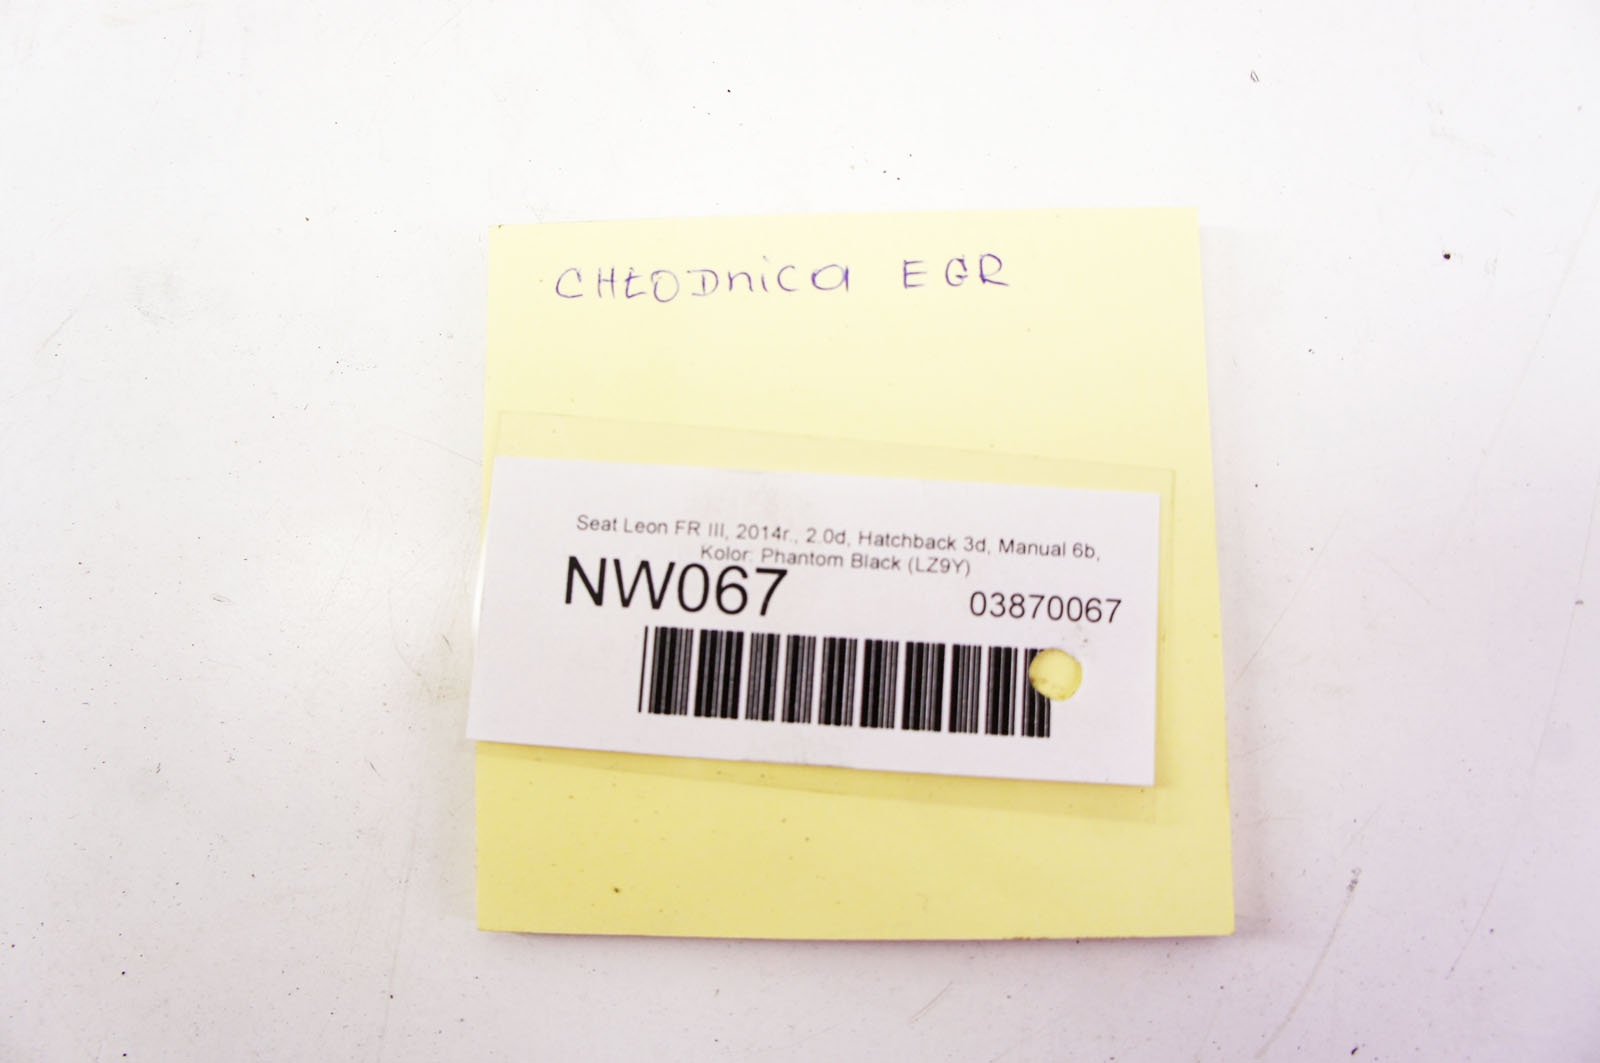 CHŁODnicA EGR
Seat Leon FR III, 2014r., 2.0d, Hatchback 3d, Manual 6b,
Kolor: Phantom Black (LZ9Y)
NW067
03870067